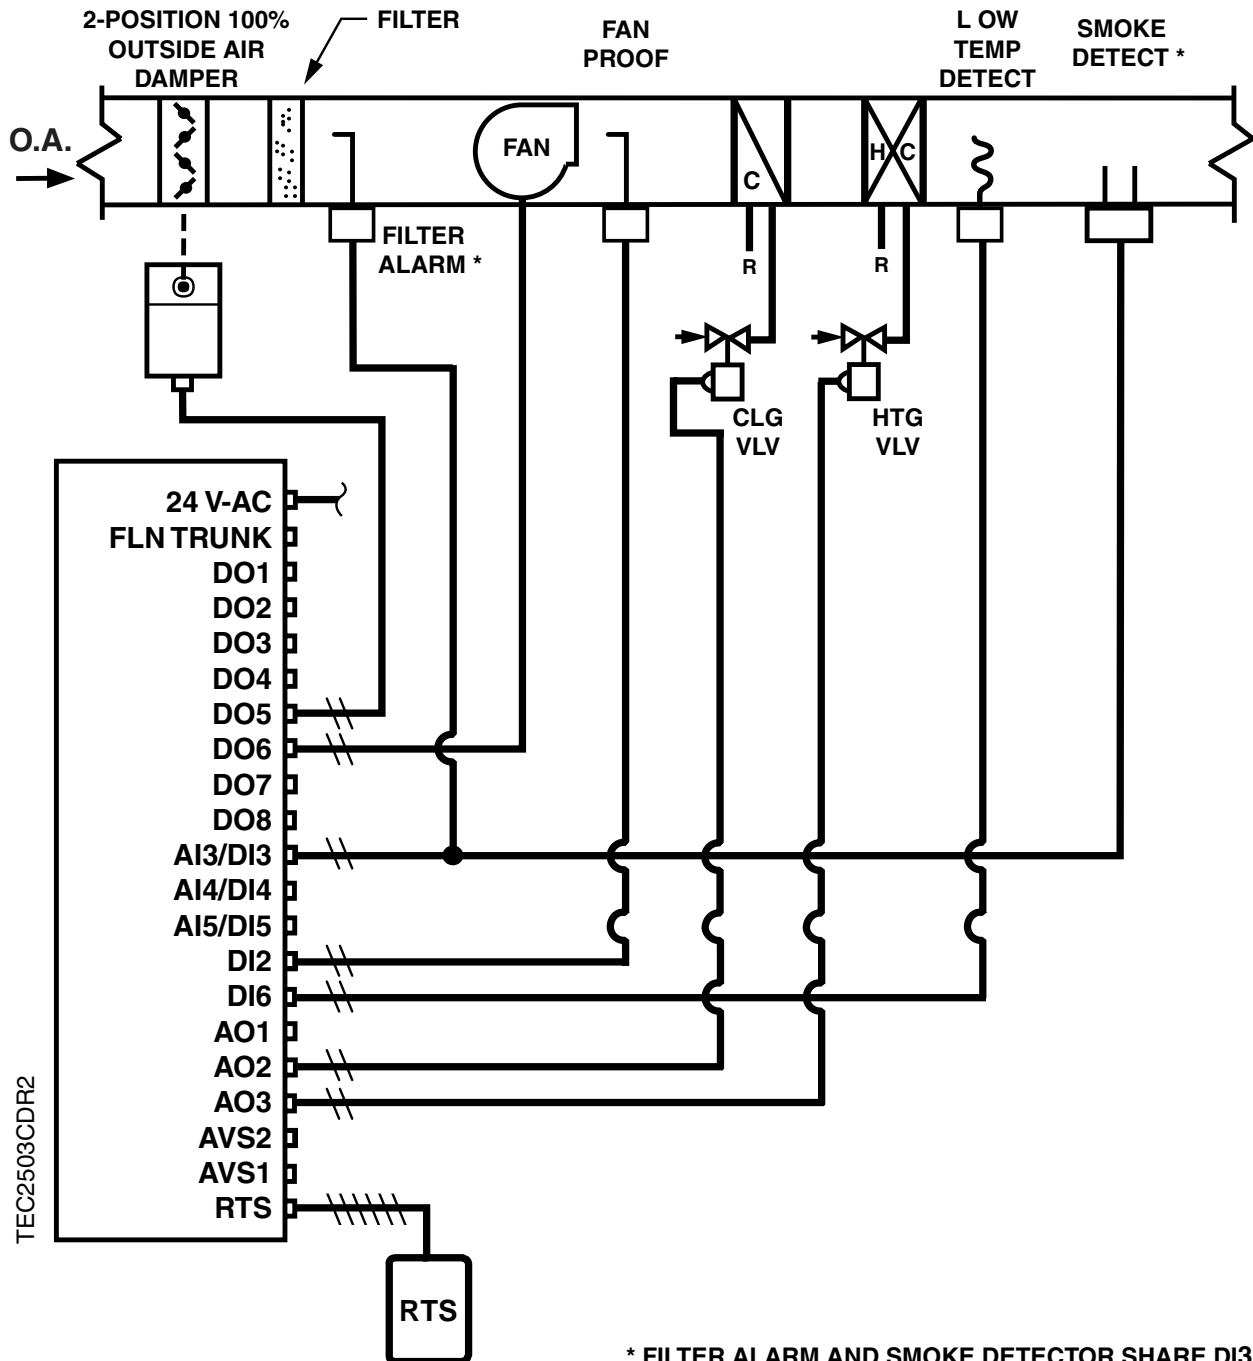 2-POSITION 100%
OUTSIDE AIR
DAMPER
FILTER
FAN
PROOF
L OW
TEMP
DETECT
SMOKE
DETECT *
O.A.
FAN
C
H C
FILTER
ALARM *
R
R
CLG
VLV
HTG
VLV
24 V-AC
FLN TRUNK
DO1
DO2
DO3
DO4
DO5
DO6
DO7
DO8
AI3/DI3
AI4/DI4
AI5/DI5
DI2
DI6
AO1
AO2
AO3
AVS2
AVS1
RTS
TEC2503CDR2
RTS
* FILTER ALARM AND SMOKE DETECTOR SHARE DI3